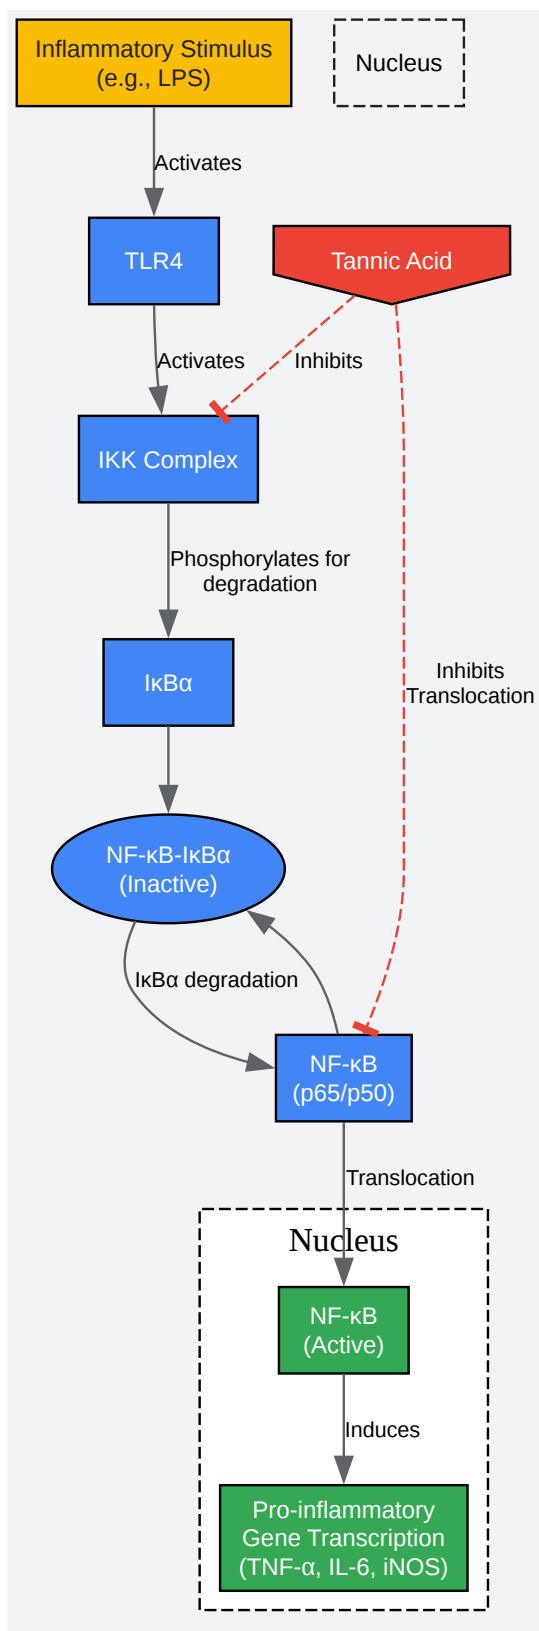 Inflammatory Stimulus
(e.g., LPS)
Nucleus
Activates
TLR4
Tannic Acid
Activates
Inhibits
IKK Complex
Phosphorylates for
degradation
IκBα
Inhibits
Translocation
NF-κB-IκBα
(Inactive)
IκBα degradation
NF-κB
(p65/p50)
Translocation
Nucleus
NF-κB
(Active)
Induces
Pro-inflammatory
Gene Transcription
(TNF-α, IL-6, iNOS)